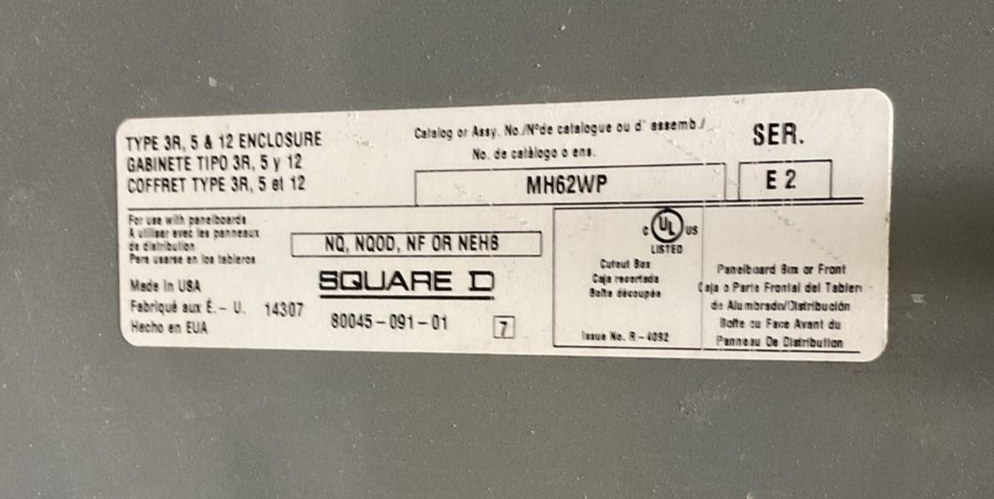 TYPE 3R, 5 & 12 ENCLOSURE
GABINETE TIPO 3R, 5 y 12
COFFRET TYPE 3R, 5 et 12
Catalog or Assy. No./Nºde catalogue ou d' assemb./
No. de catàlogo o ens.
MH62WP
SER.
E 2
For use with panelboards
A utiliser avec les panneaux
de distribution
Para usarse en los tableros
NQ, NQOD, NF OR NEHB
Made In USA
Fabriqué aux É. - U. 14307
Hecho en EUA
SQUARE D
80045-091-01
7
C UL US
LISTED
Cutout Box
Caja recortada
Boîte découpée
Issue No. R-4092
Panelboard Box or Front
Caja o Parte Frontal del Tablero
de Alumbrado/Distribución
Boîte ou Face Avant du
Panneau De Distribution